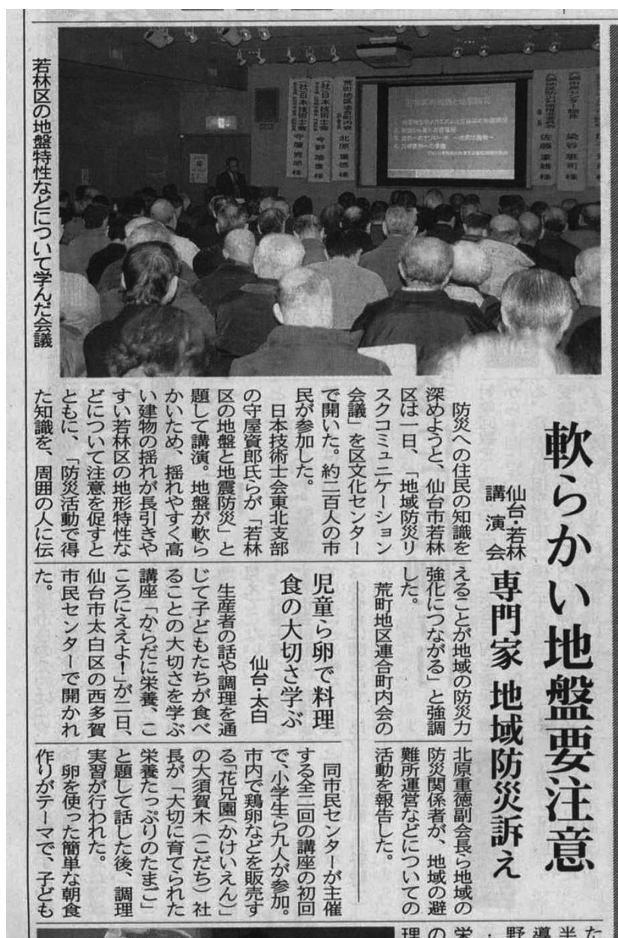 軟らかい地盤要注意
仙台・若林
講演会
専門家 地域防災訴え
若林区の地盤特性などについて学んだ会議
防災への住民の知識を
深めようと、仙台市若林
区は一日、「地域防災リ
スクコミュニケーション
会議」を区文化センター
で開いた。約二百人の市
民が参加した。
日本技術士会東北支部
の守屋資郎氏らが「若林
区の地盤と地震防災」と
題して講演。地盤が軟ら
かいため、揺れやすく高
い建物の揺れが長引きや
すい若林区の地形特性な
どについて注意を促すと
ともに、「防災活動で得
た知識を、周囲の人に伝
えることが地域の防災力
強化につながる」と強調
した。
荒町地区連合町内会の
北原重徳副会長ら地域の
防災関係者が、地域の避
難所運営などについての
活動を報告した。
児童ら卵で料理
食の大切さ学ぶ
仙台・太白
生産者の話や調理を通
じて子どもたちが食べ
ることの大切さを学ぶ
講座「からだに栄養、こ
ころにええよ！」が二日、
仙台市太白区の西多賀
市民センターで開かれ
た。
同市民センターが主催
する全二回の講座の初回
で、小学生ら九人が参加。
市内で鶏卵などを販売す
る「花兄園（かけいえん）」
の大須賀木（こだち）社
長が「大切に育てられた
栄養たっぷりのたまご」
と題して話した後、調理
実習が行われた。
卵を使った簡単な朝食
作りがテーマで、子ども